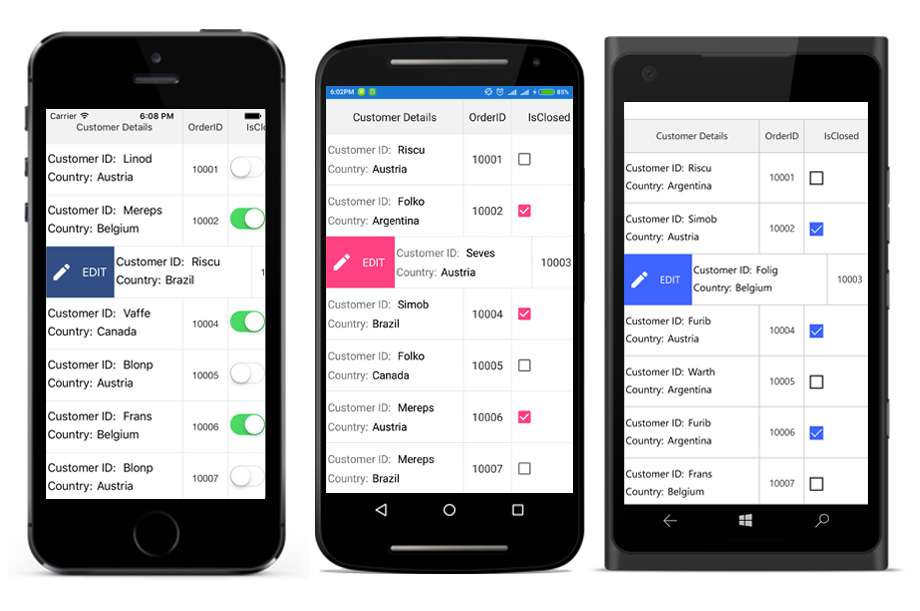 Carrier 6:08 PM
Customer Details OrderID IsClo
Customer ID: Linod
Country: Austria
10001
Customer ID: Mereps
Country: Belgium
10002
EDIT
Customer ID: Riscu
Country: Brazil
1
Customer ID: Vaffe
Country: Canada
10004
Customer ID: Blonp
Country: Austria
10005
Customer ID: Frans
Country: Belgium
10006
Customer ID: Blonp
Country: Austria
10007
6:02PM 85%
Customer Details OrderID IsClosed
Customer ID: Riscu
Country: Austria
10001
Customer ID: Folko
Country: Argentina
10002
EDIT
Customer ID: Seves
Country: Austria
10003
Customer ID: Simob
Country: Brazil
10004
Customer ID: Folko
Country: Canada
10005
Customer ID: Mereps
Country: Austria
10006
Customer ID: Mereps
Country: Brazil
10007
Customer Details OrderID IsClosed
Customer ID: Riscu
Country: Argentina
10001
Customer ID: Simob
Country: Austria
10002
EDIT
Customer ID: Folig
Country: Belgium
10003
Customer ID: Furib
Country: Austria
10004
Customer ID: Warth
Country: Argentina
10005
Customer ID: Furib
Country: Argentina
10006
Customer ID: Frans
Country: Belgium
10007